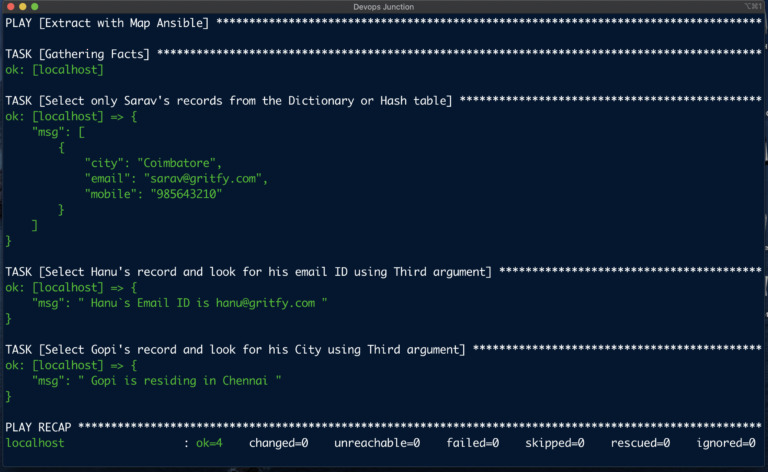 Devops Junction
⌥⌘1
PLAY [Extract with Map Ansible] ***********************************************************************************
TASK [Gathering Facts] ********************************************************************************************
ok: [localhost]
TASK [Select only Sarav's records from the Dictionary or Hash table] **********************************************
ok: [localhost] => {
    "msg": [
        {
            "city": "Coimbatore",
            "email": "sarav@gritfy.com",
            "mobile": "985643210"
        }
    ]
}
TASK [Select Hanu's record and look for his email ID using Third argument] ****************************************
ok: [localhost] => {
    "msg": " Hanu`s Email ID is hanu@gritfy.com "
}
TASK [Select Gopi's record and look for his City using Third argument] ********************************************
ok: [localhost] => {
    "msg": " Gopi is residing in Chennai "
}
PLAY RECAP ********************************************************************************************************
localhost                  : ok=4    changed=0    unreachable=0    failed=0    skipped=0    rescued=0    ignored=0